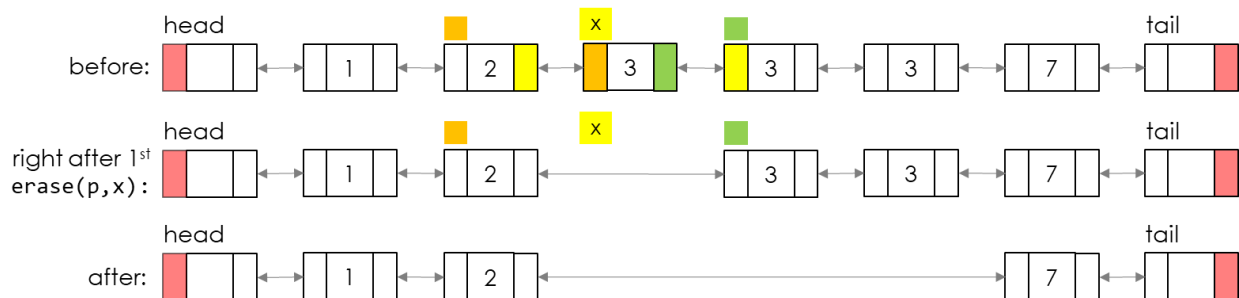 head x tail
before: 1 2 3 3 3 7
head x tail
right after 1st
erase(p,x): 1 2 3 3 7
head tail
after: 1 2 7